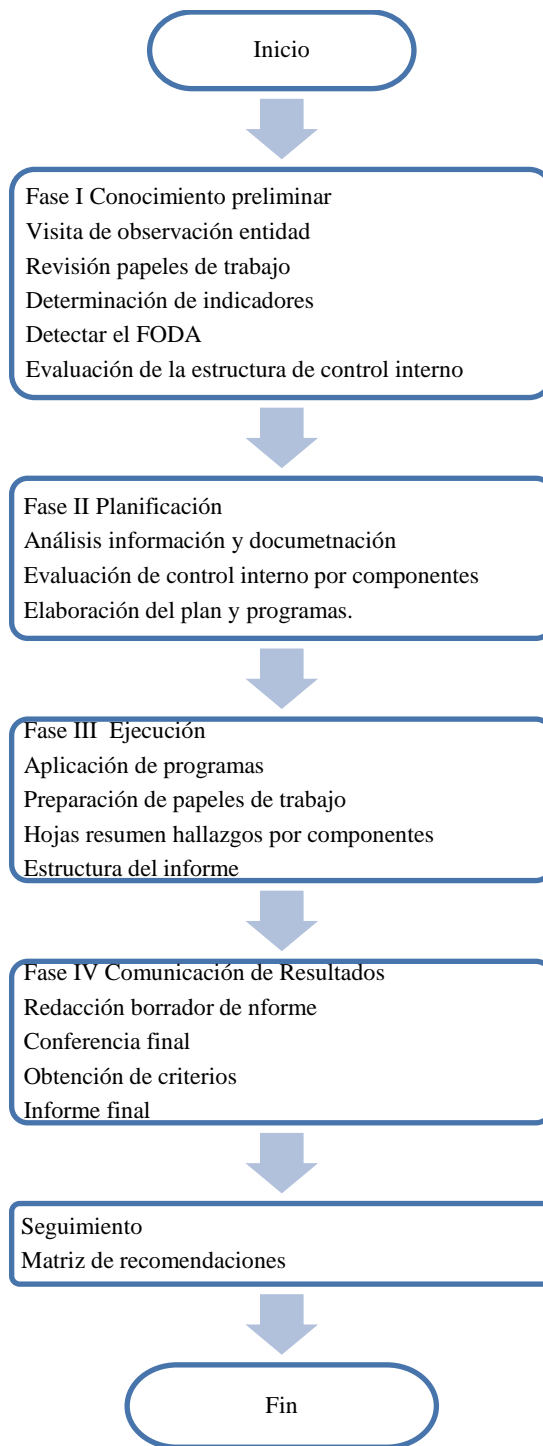 Inicio
Fase I Conocimiento preliminar
Visita de observación entidad
Revisión papeles de trabajo
Determinación de indicadores
Detectar el FODA
Evaluación de la estructura de control interno
Fase II Planificación
Análisis información y documetnación
Evaluación de control interno por componentes
Elaboración del plan y programas.
Fase III  Ejecución
Aplicación de programas
Preparación de papeles de trabajo
Hojas resumen hallazgos por componentes
Estructura del informe
Fase IV Comunicación de Resultados
Redacción borrador de nforme
Conferencia final
Obtención de criterios
Informe final
Seguimiento
Matriz de recomendaciones
Fin